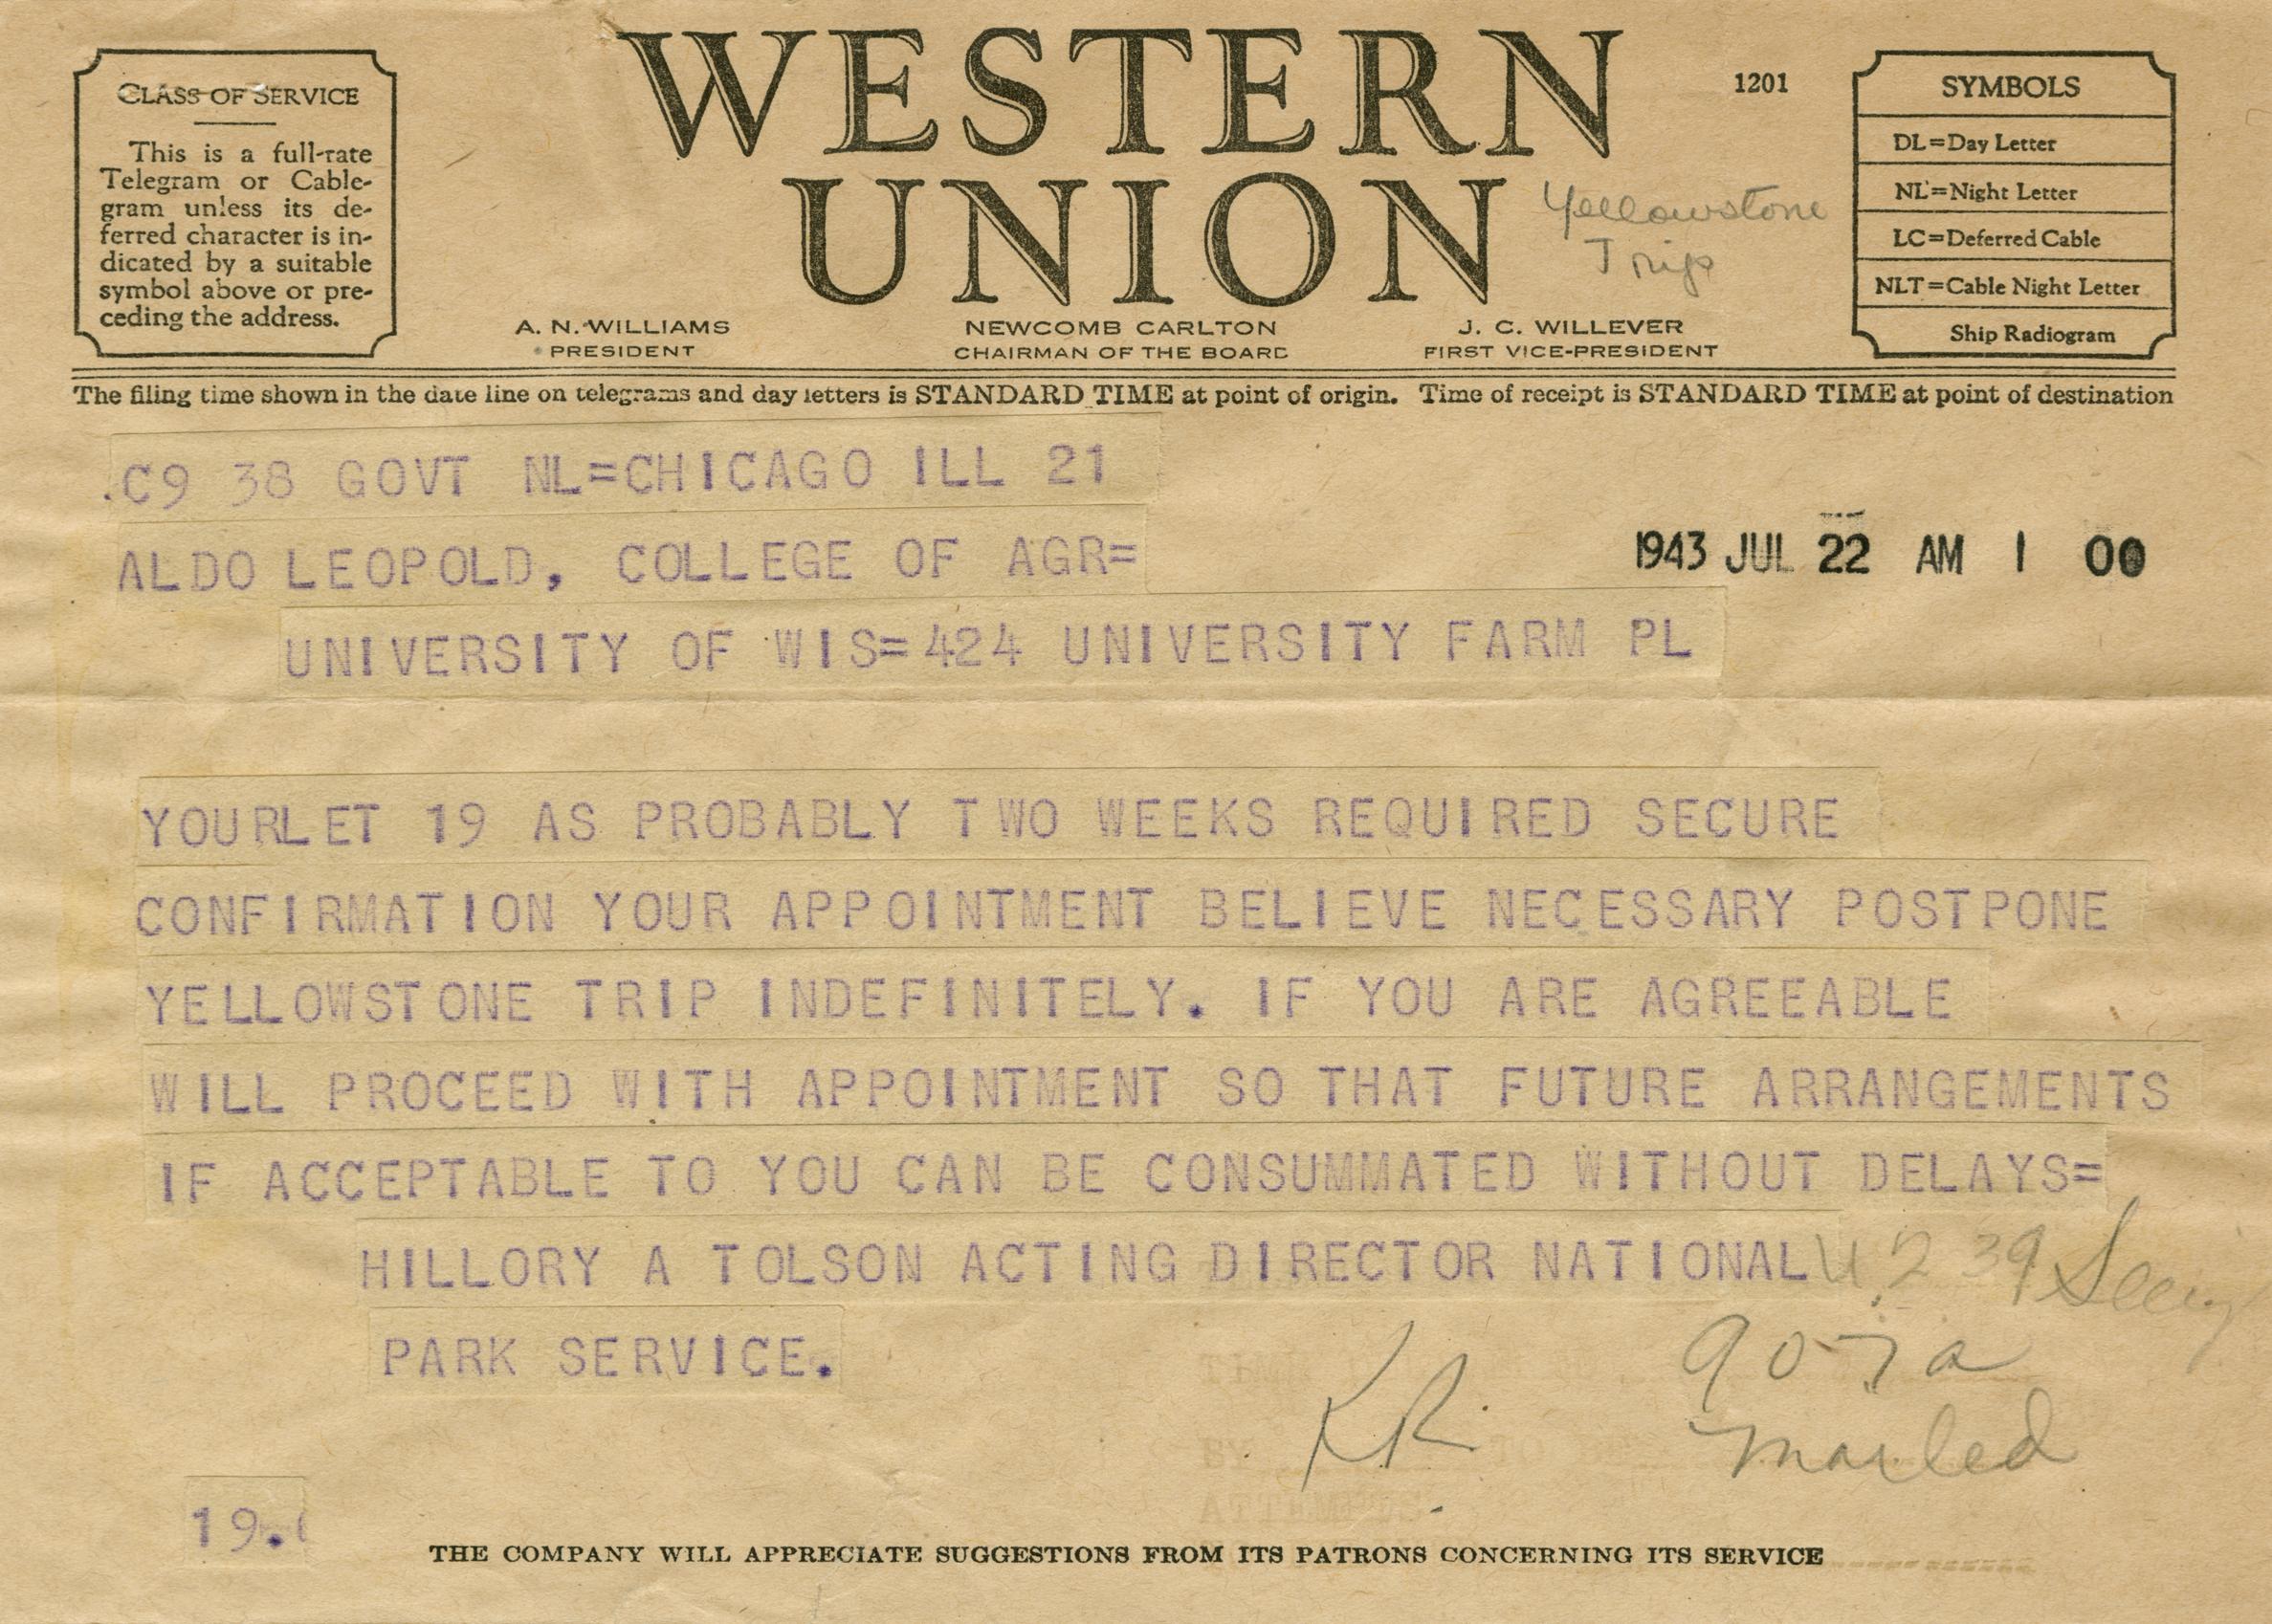 WESTERN
UNION
1201
CLASS OF SERVICE
This is a full-rate
Telegram or Cable-
gram unless its de-
ferred character is in-
dicated by a suitable
symbol above or pre-
ceding the address.
SYMBOLS
DL=Day Letter
NL=Night Letter
LC=Deferred Cable
NLT=Cable Night Letter
Ship Radiogram
Yellowstone
Trip
A. N. WILLIAMS
PRESIDENT
NEWCOMB CARLTON
CHAIRMAN OF THE BOARD
J. C. WILLEVER
FIRST VICE-PRESIDENT
The filing time shown in the date line on telegrams and day letters is STANDARD TIME at point of origin. Time of receipt is STANDARD TIME at point of destination
.C9 38 GOVT NL=CHICAGO ILL 21
ALDO LEOPOLD, COLLEGE OF AGR=
1943 JUL 22 AM 1 00
UNIVERSITY OF WIS=424 UNIVERSITY FARM PL
YOURLET 19 AS PROBABLY TWO WEEKS REQUIRED SECURE
CONFIRMATION YOUR APPOINTMENT BELIEVE NECESSARY POSTPONE
YELLOWSTONE TRIP INDEFINITELY. IF YOU ARE AGREEABLE
WILL PROCEED WITH APPOINTMENT SO THAT FUTURE ARRANGEMENTS
IF ACCEPTABLE TO YOU CAN BE CONSUMMATED WITHOUT DELAYS=
HILLORY A TOLSON ACTING DIRECTOR NATIONAL
PARK SERVICE.
U 2 39
907a
KR
mailed
19.
THE COMPANY WILL APPRECIATE SUGGESTIONS FROM ITS PATRONS CONCERNING ITS SERVICE